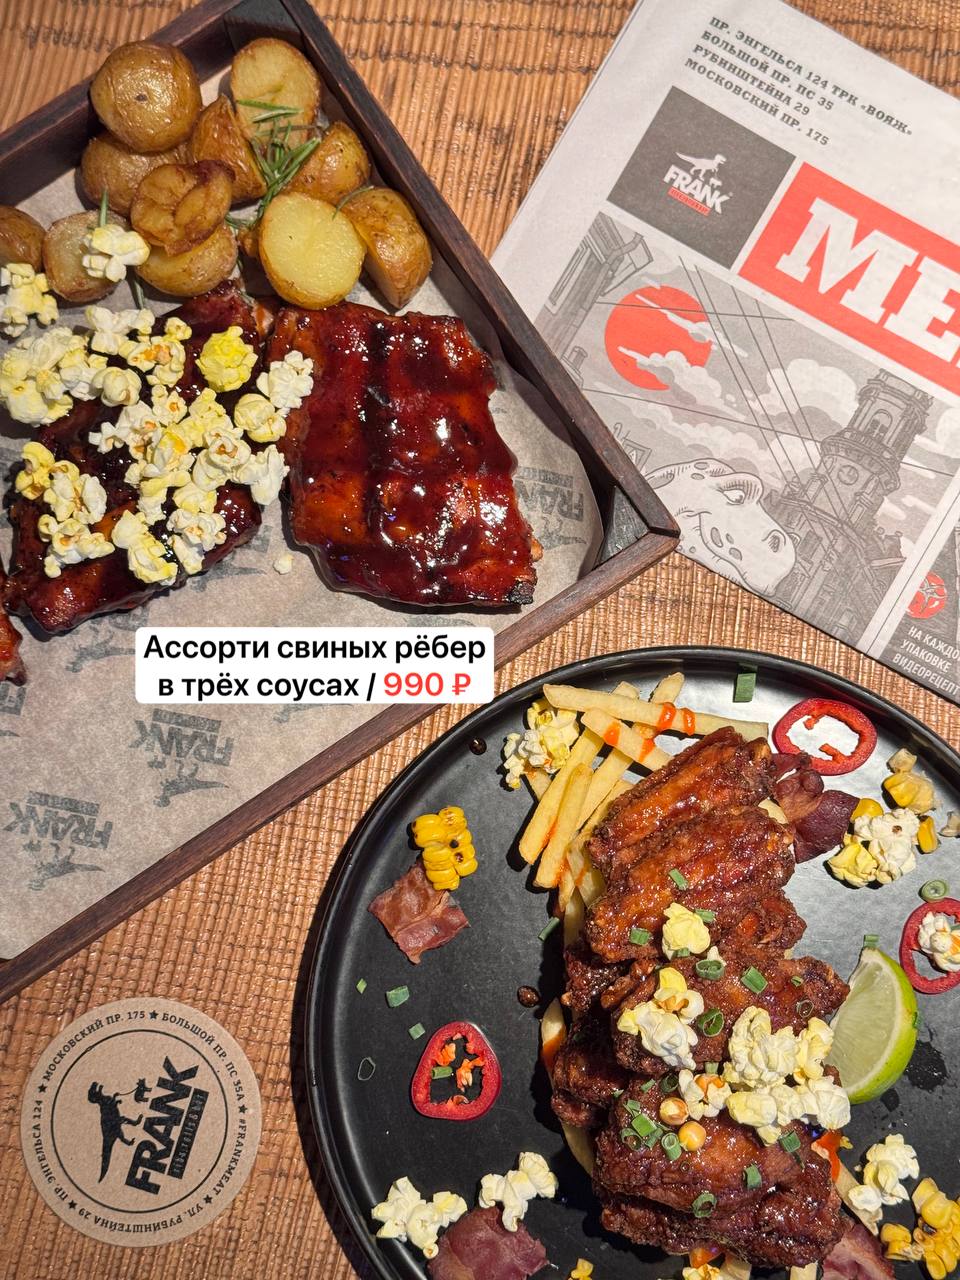 ПР. ЭНГЕЛЬСА 124 ТРК «ВОЯЖ»
БОЛЬШОЙ ПР. ПС 35
РУБИНШТЕЙНА 29
МОСКОВСКИЙ ПР. 175
FRANK
МЕ
НА КАЖДО
УПАКОВКЕ
ВИДЕОРЕЦЕПТ
FRANK
Ассорти свиных рёбер
в трёх соусах / 990 ₽
FRANK
FRANK
FRANK
МОСКОВСКИЙ ПР. 175 ★ БОЛЬШОЙ ПР. ПС 35А ★ #FRANKMEAT ★ УЛ. РУБИНШТЕЙНА 29 ★ ПР. ЭНГЕЛЬСА 124 ★
FRANK